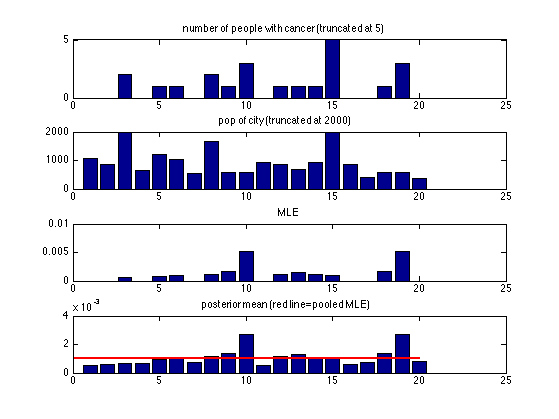 number of people with cancer(truncated at 5)
5
0
0 5 10 15 20 25
pop of city(truncated at 2000)
2000
1000
0
0 5 10 15 20 25
MLE
0.01
0.005
0
0 5 10 15 20 25
x 10^-3
posterior mean(red line=pooled MLE)
4
2
0
0 5 10 15 20 25